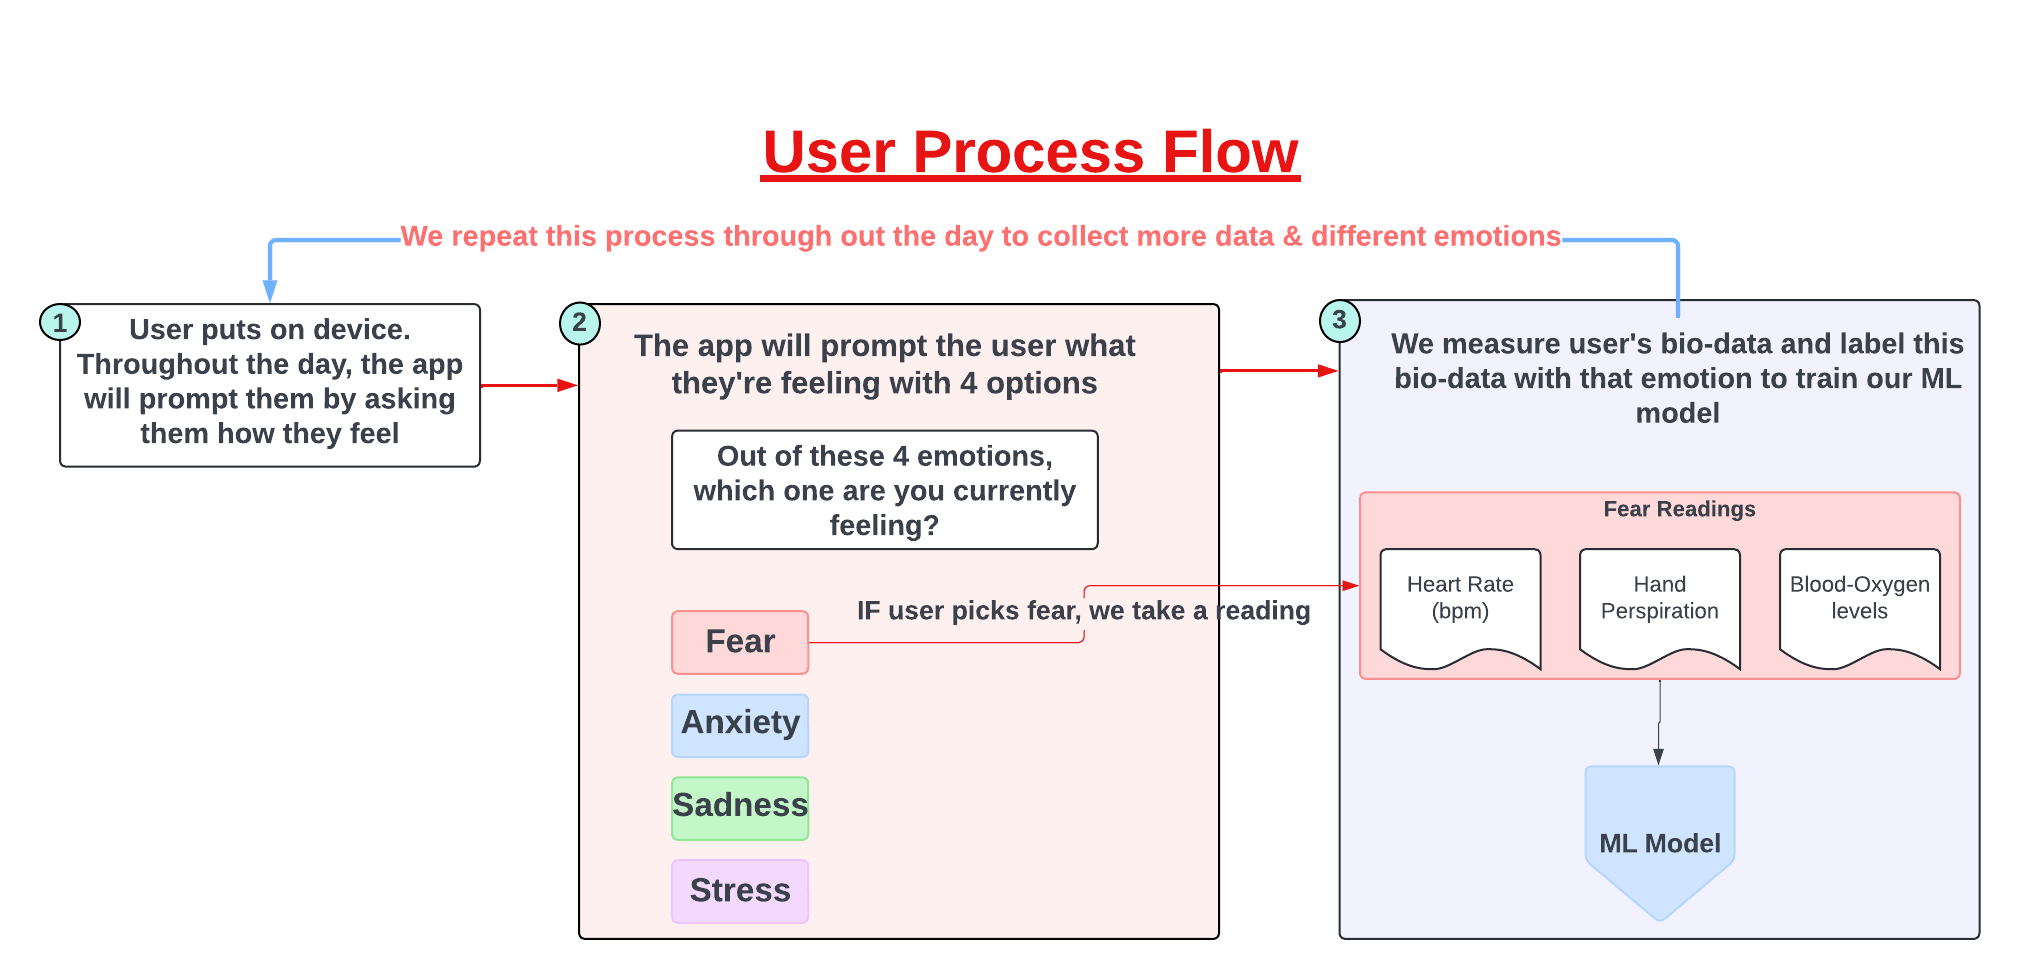 User Process Flow
We repeat this process through out the day to collect more data & different emotions
1
User puts on device.
Throughout the day, the app
will prompt them by asking
them how they feel
2
The app will prompt the user what
they're feeling with 4 options
Out of these 4 emotions,
which one are you currently
feeling?
IF user picks fear, we take a reading
Fear
Anxiety
Sadness
Stress
3
We measure user's bio-data and label this
bio-data with that emotion to train our ML
model
Fear Readings
Heart Rate
(bpm)
Hand
Perspiration
Blood-Oxygen
levels
ML Model